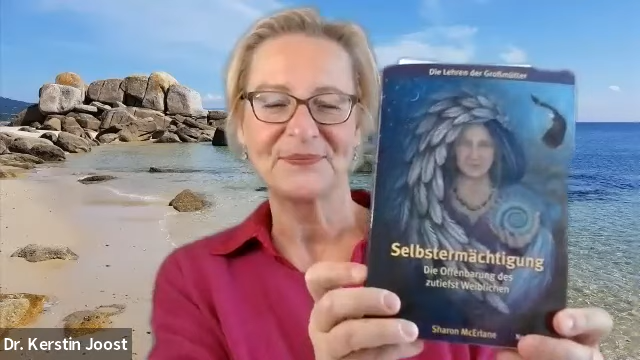 Die Lehren der Großmütter
Selbstermächtigung
Die Offenbarung des
zutiefst Weiblichen
Sharon McErlane
Dr. Kerstin Joost